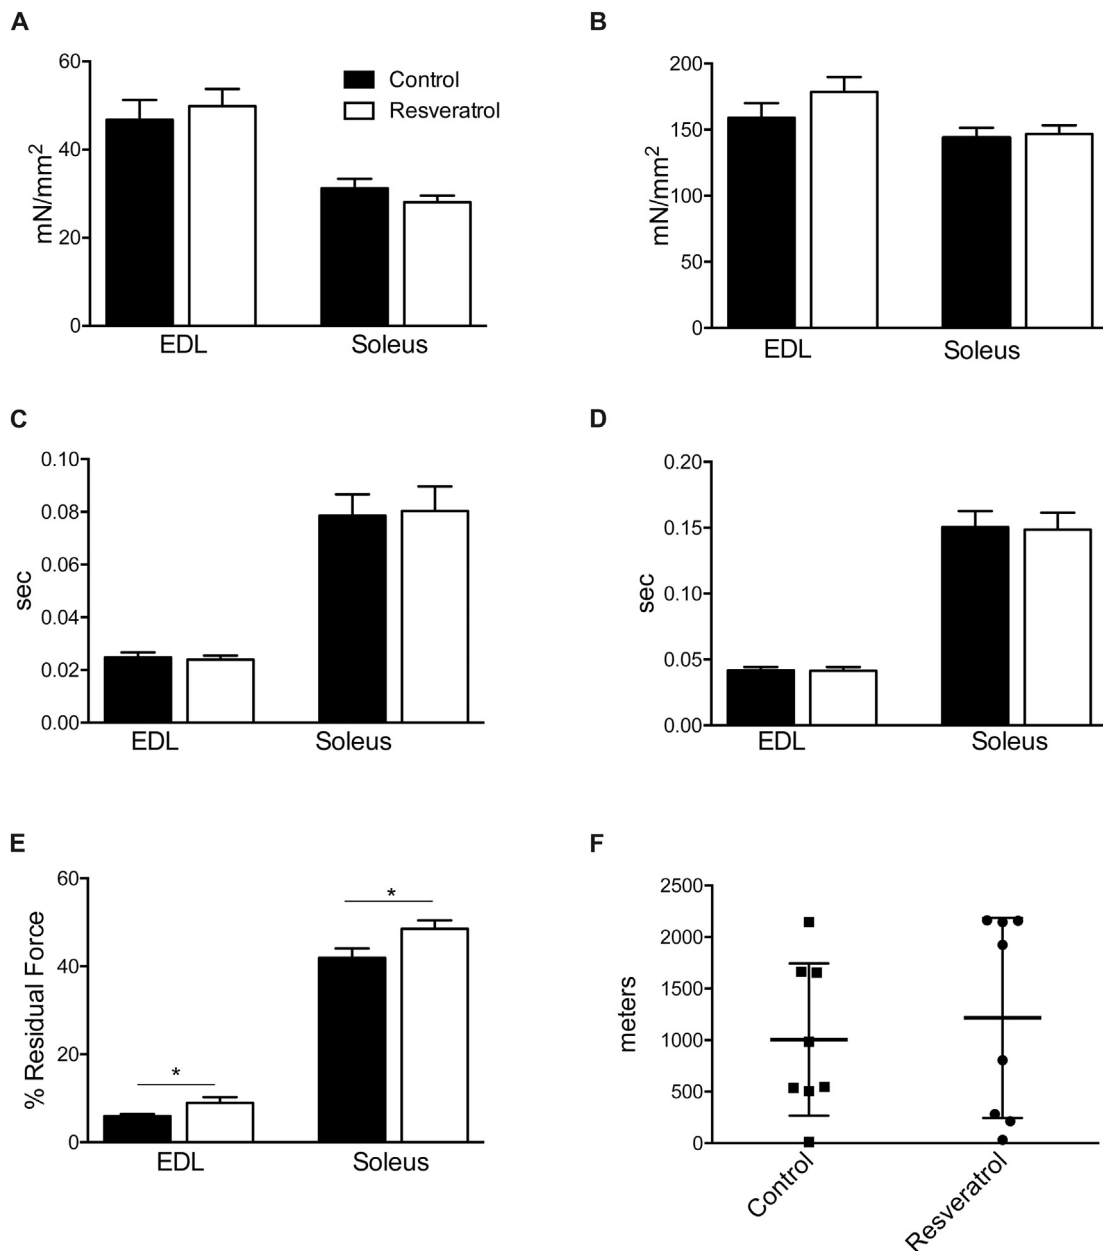 A
60
40
20
0
mN/mm²
Control
Resveratrol
EDL Soleus
B
200
150
100
50
0
mN/mm²
EDL Soleus
C
0.10
0.08
0.06
0.04
0.02
0.00
sec
EDL Soleus
D
0.20
0.15
0.10
0.05
0.00
sec
EDL Soleus
E
60
40
20
0
% Residual Force
*
*
EDL Soleus
F
2500
2000
1500
1000
500
0
meters
Control
Resveratrol